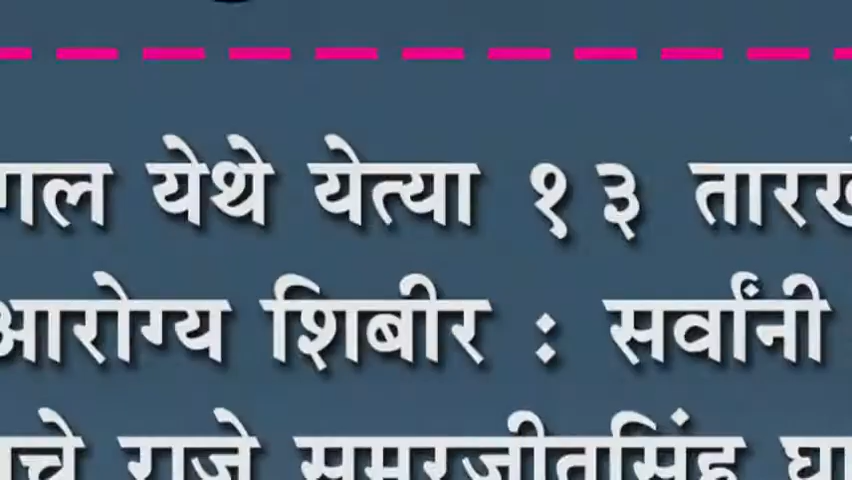 गल येथे येत्या १३ तारखे
आरोग्य शिबीर : सर्वांनी
चे राजे समरजीतसिंह घा